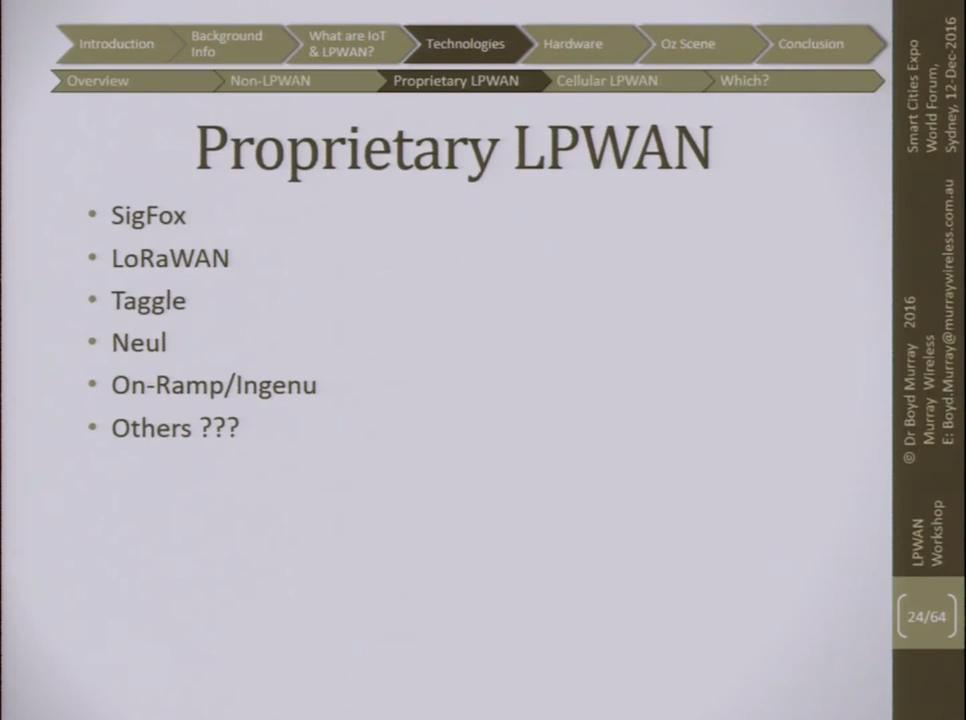 Introduction
Background
Info
What are IoT
& LPWAN?
Technologies
Hardware
Oz Scene
Conclusion
Overview
Non-LPWAN
Proprietary LPWAN
Cellular LPWAN
Which?
Proprietary LPWAN
• SigFox
• LoRaWAN
• Taggle
• Neul
• On-Ramp/Ingenu
• Others ???
Smart Cities Expo
World Forum,
Sydney, 12-Dec-2016
© Dr Boyd Murray 2016
Murray Wireless
E: Boyd.Murray@murraywireless.com.au
LPWAN
Workshop
24/64